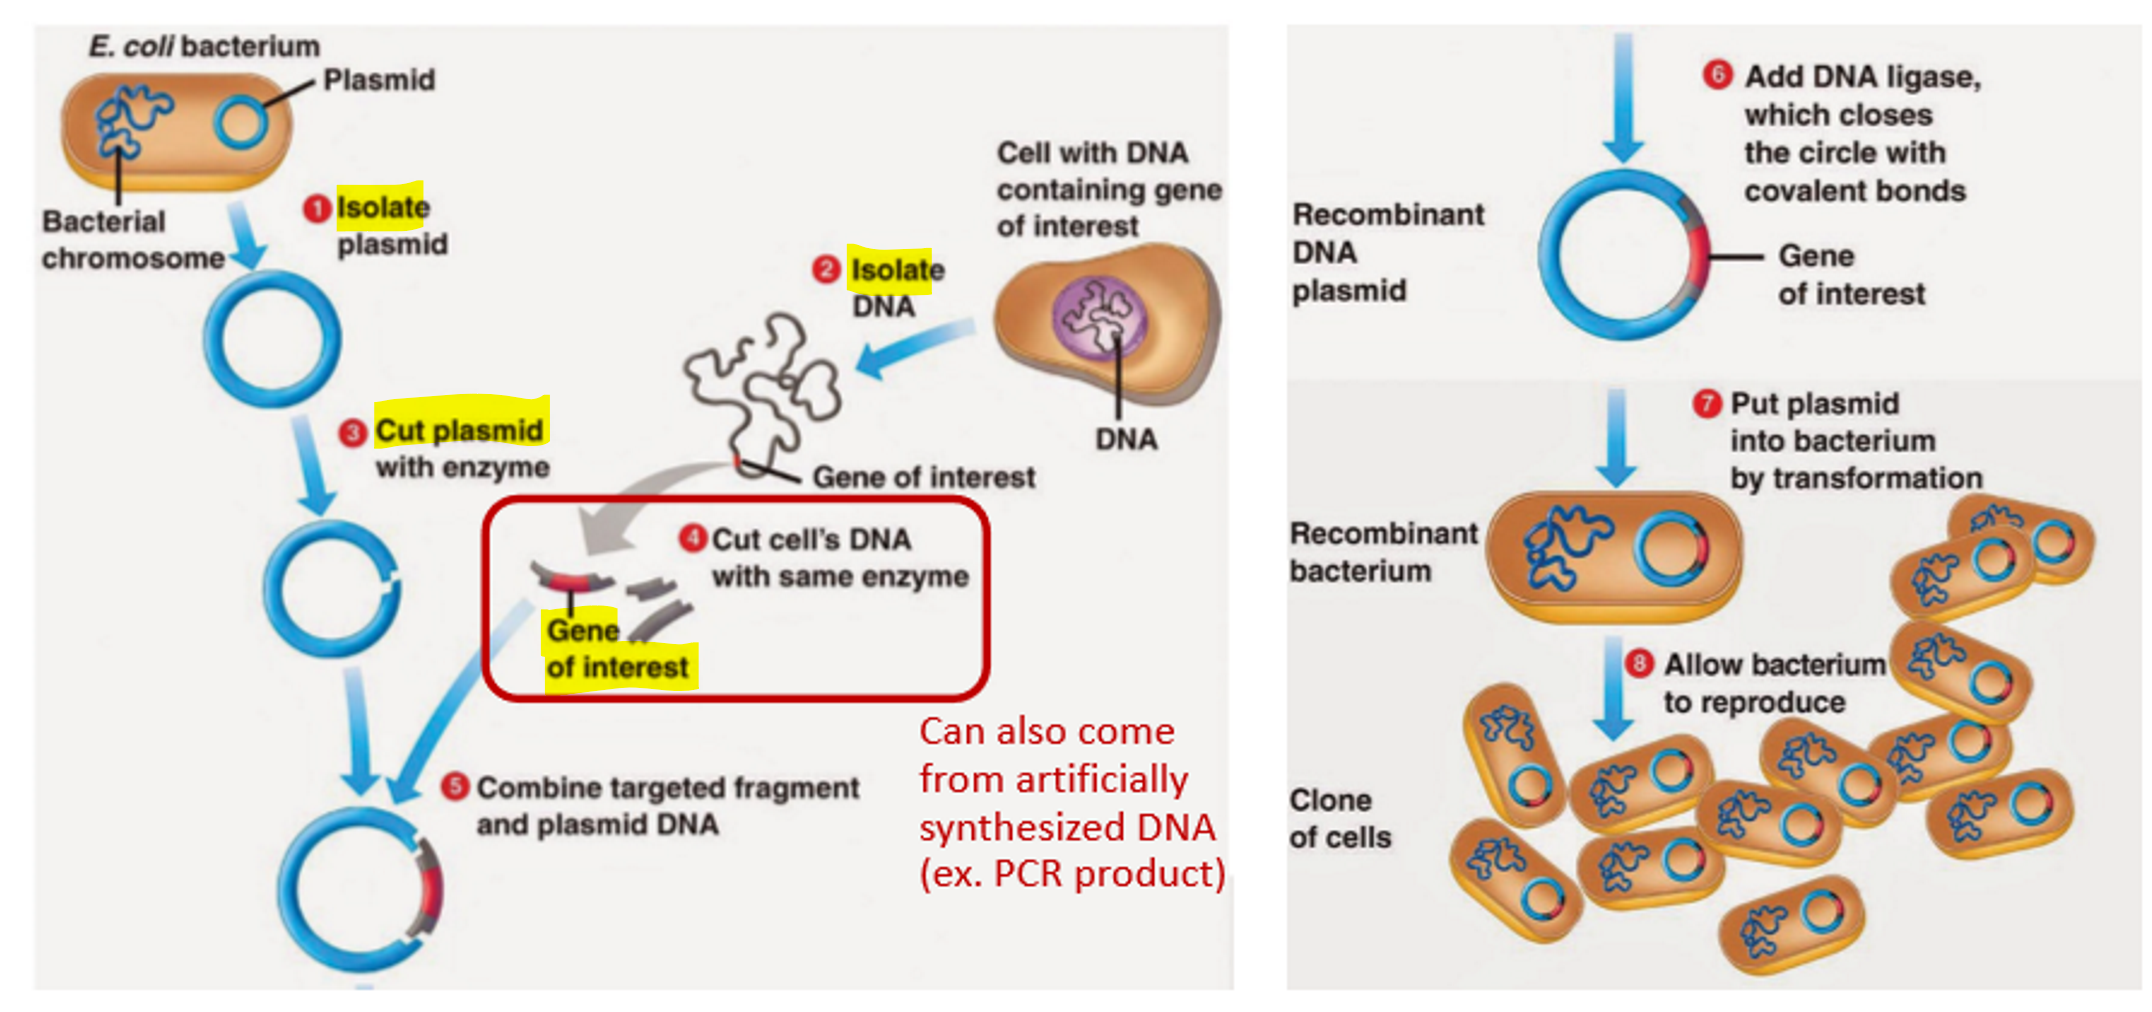 E. coli bacterium
Plasmid
Bacterial
chromosome
1 Isolate
plasmid
Cell with DNA
containing gene
of interest
2 Isolate
DNA
DNA
Gene of interest
3 Cut plasmid
with enzyme
4 Cut cell's DNA
with same enzyme
Gene
of interest
Can also come
from artificially
synthesized DNA
(ex. PCR product)
5 Combine targeted fragment
and plasmid DNA
6 Add DNA ligase,
which closes
the circle with
covalent bonds
Recombinant
DNA
plasmid
Gene
of interest
7 Put plasmid
into bacterium
by transformation
Recombinant
bacterium
8 Allow bacterium
to reproduce
Clone
of cells